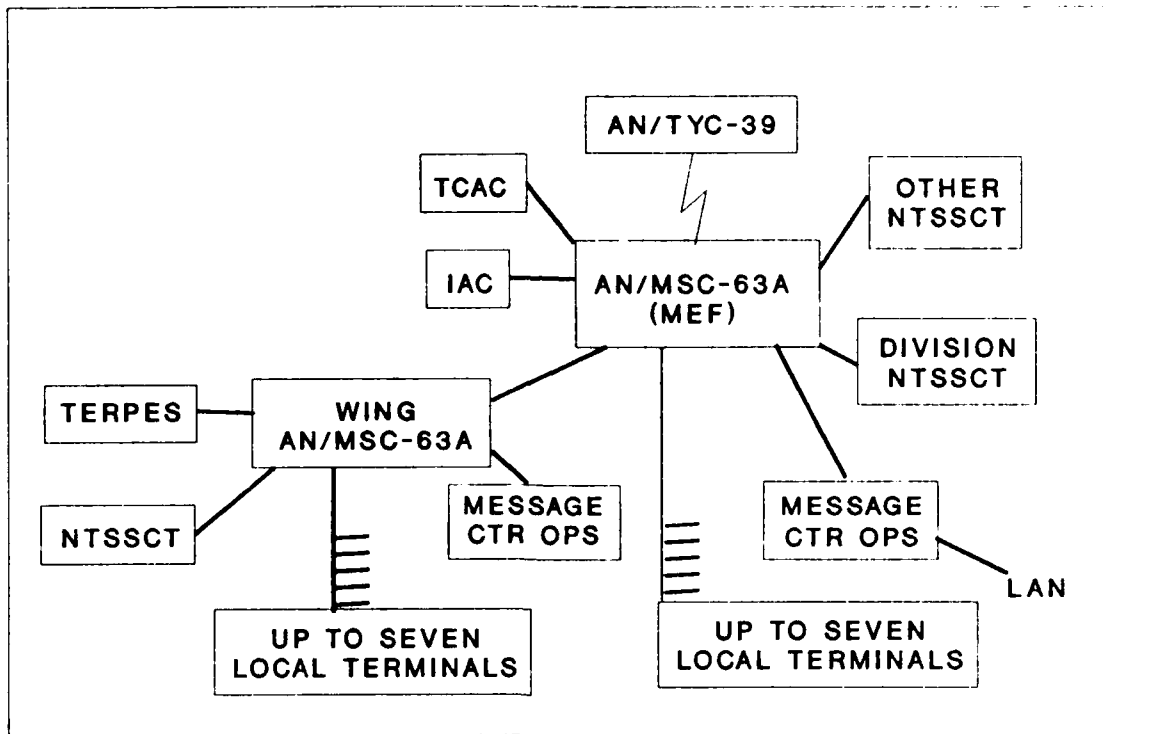 AN/TYC-39
TCAC
OTHER
NTSSCT
IAC
AN/MSC-63A
(MEF)
DIVISION
NTSSCT
TERPES
WING
AN/MSC-63A
MESSAGE
CTR OPS
MESSAGE
CTR OPS
NTSSCT
LAN
UP TO SEVEN
LOCAL TERMINALS
UP TO SEVEN
LOCAL TERMINALS